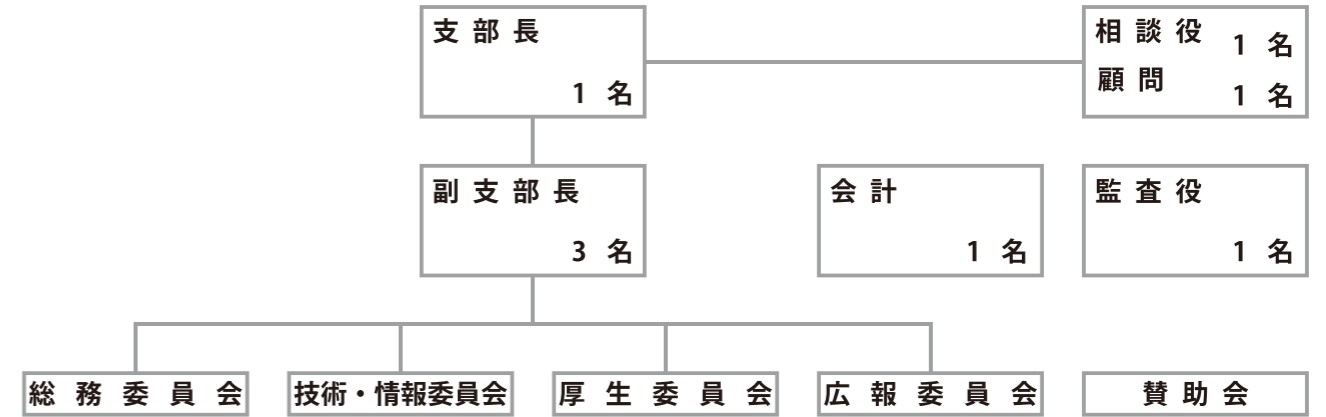 支部長
1 名
相談役 1 名
顧問 1 名
副支部長
3 名
会計
1 名
監査役
1 名
総務委員会
技術・情報委員会
厚生委員会
広報委員会
賛助会